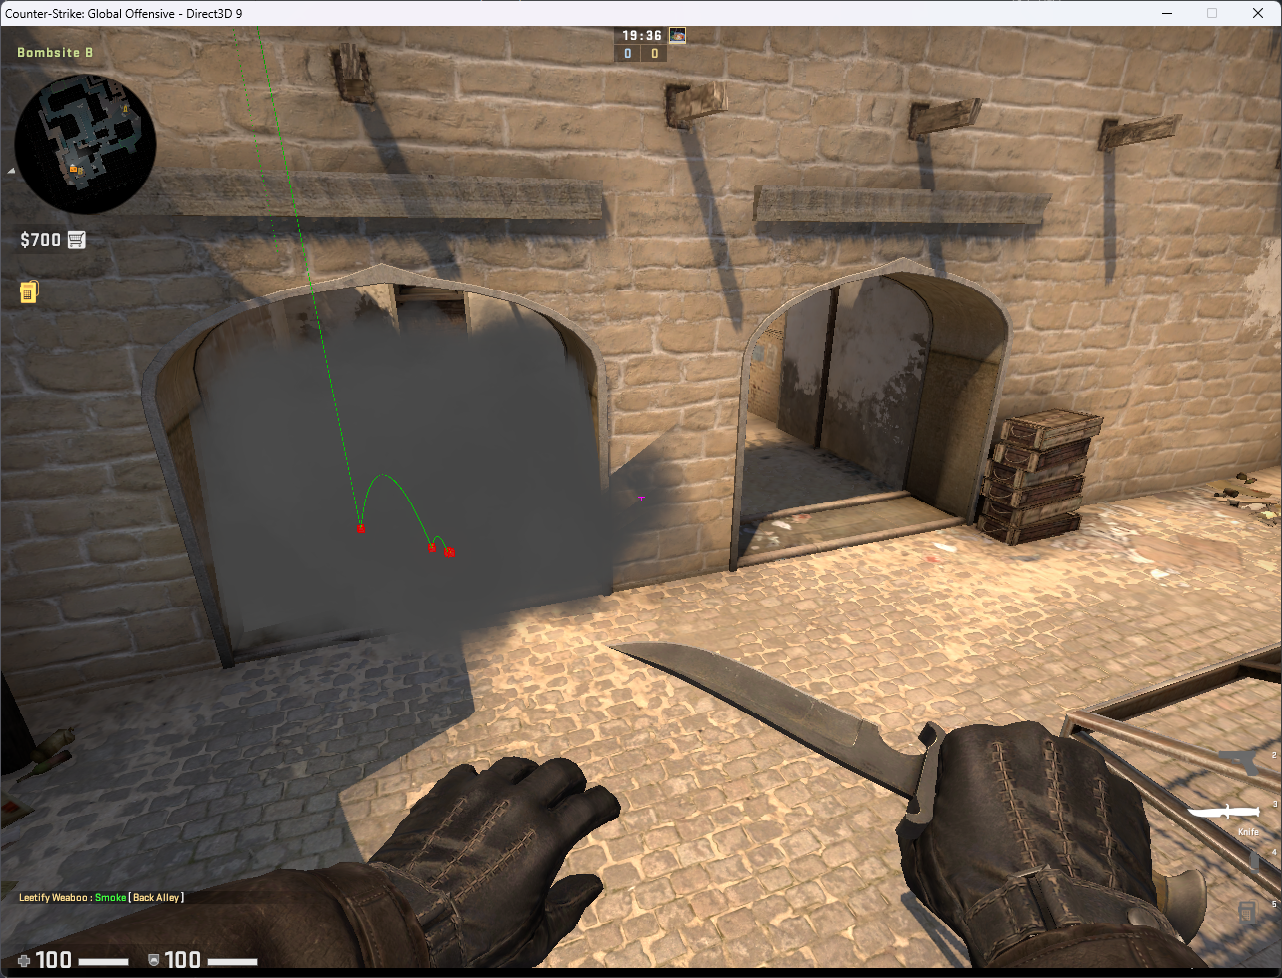 Counter-Strike: Global Offensive - Direct3D 9
19:36
0 0
Bombsite B
$700
2
3
Knife
4
5
Leetify Weaboo : Smoke [ Back Alley ]
100 100